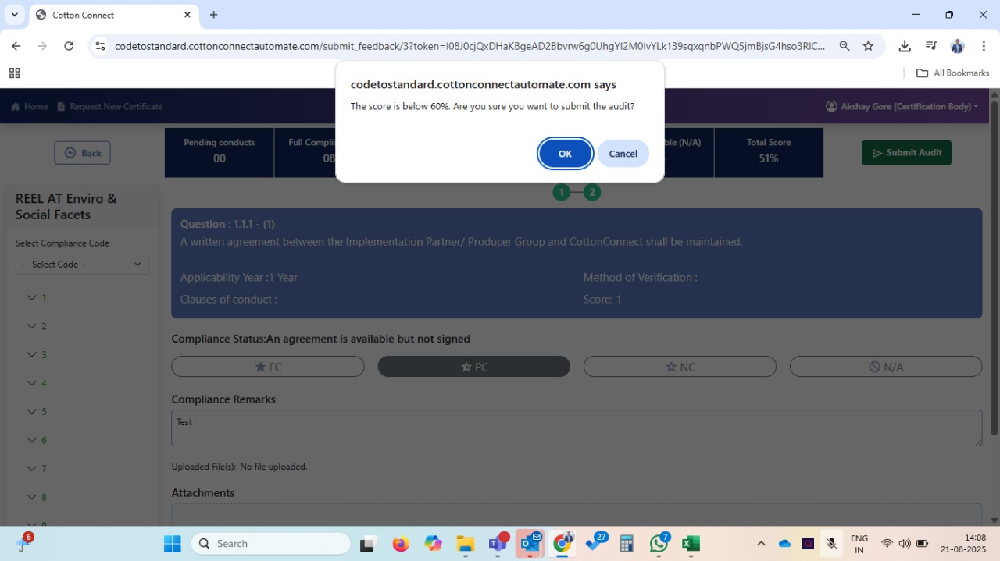 Cotton Connect
codetostandard.cottonconnectautomate.com/submit_feedback/3?token=I08J0cjQxDHaKBgeAD2Bbvrw6g0UhgYI2M0IvYLk139sqxqnbPWQ5jmBjsG4hso3RIC...
All Bookmarks
codetostandard.cottonconnectautomate.com says
The score is below 60%. Are you sure you want to submit the audit?
OK
Cancel
Home
Request New Certificate
Akshay Gore (Certification Body)
Back
Pending conducts
00
Full Complia
08
ble (N/A)
Total Score
51%
Submit Audit
REEL AT Enviro &
Social Facets
Select Compliance Code
-- Select Code --
1
2
3
4
5
6
7
8
1
2
Question : 1.1.1 - (1)
A written agreement between the Implementation Partner/ Producer Group and CottonConnect shall be maintained.
Applicability Year :1 Year
Method of Verification :
Clauses of conduct :
Score: 1
Compliance Status:An agreement is available but not signed
FC
PC
NC
N/A
Compliance Remarks
Test
Uploaded File(s): No file uploaded.
Attachments
6
Search
27
7
ENG
IN
14:08
21-08-2025